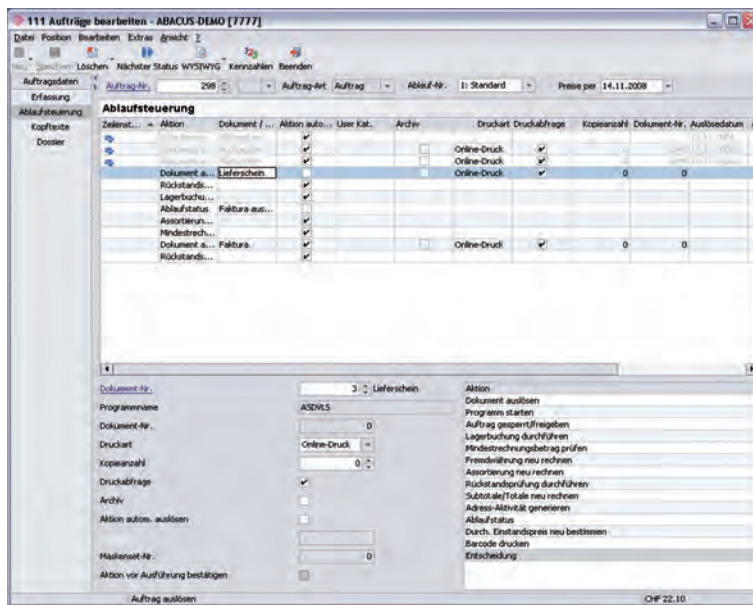 111 Aufträge bearbeiten - ABACUS-DEMO [7777]
Datei Position Bearbeiten Extras Ansicht ?
Neu Speichern Löschen Nächster Status WYSIWYG Kennzahlen Beenden
Auftragsdaten
Erfassung
Ablaufsteuerung
Kopftexte
Dossier
Auftrag-Nr. 298 Auftrag-Art Auftrag Ablauf-Nr. 1: Standard Preise per 14.11.2008
Ablaufsteuerung
Zeilenst... Aktion Dokument / ... Aktion auto... User Kat. Archiv Druckart Druckabfrage Kopieanzahl Dokument-Nr. Auslösedatum
Online-Druck
Online-Druck
Dokument a... Lieferschein Online-Druck 0 0
Rückstands...
Lagerbuchu...
Ablaufstatus Faktura aus...
Assortierun...
Mindestrech...
Dokument a... Faktura Online-Druck 0 0
Rückstands...
Dokument-Nr. 3 Lieferschein
Programmname ASDVLS
Dokument-Nr. 0
Druckart Online-Druck
Kopieanzahl 0
Druckabfrage
Archiv
Aktion autom. auslösen
Maskenset-Nr. 0
Aktion vor Ausführung bestätigen
Aktion
Dokument auslösen
Programm starten
Auftrag gesperrt/freigeben
Lagerbuchung durchführen
Mindestrechnungsbetrag prüfen
Fremdwährung neu rechnen
Assortierung neu rechnen
Rückstandsprüfung durchführen
Subtotale/Totale neu rechnen
Adress-Aktivität generieren
Ablaufstatus
Durch. Einstandspreis neu bestimmen
Barcode drucken
Entscheidung
Auftrag auslösen CHF 22.10